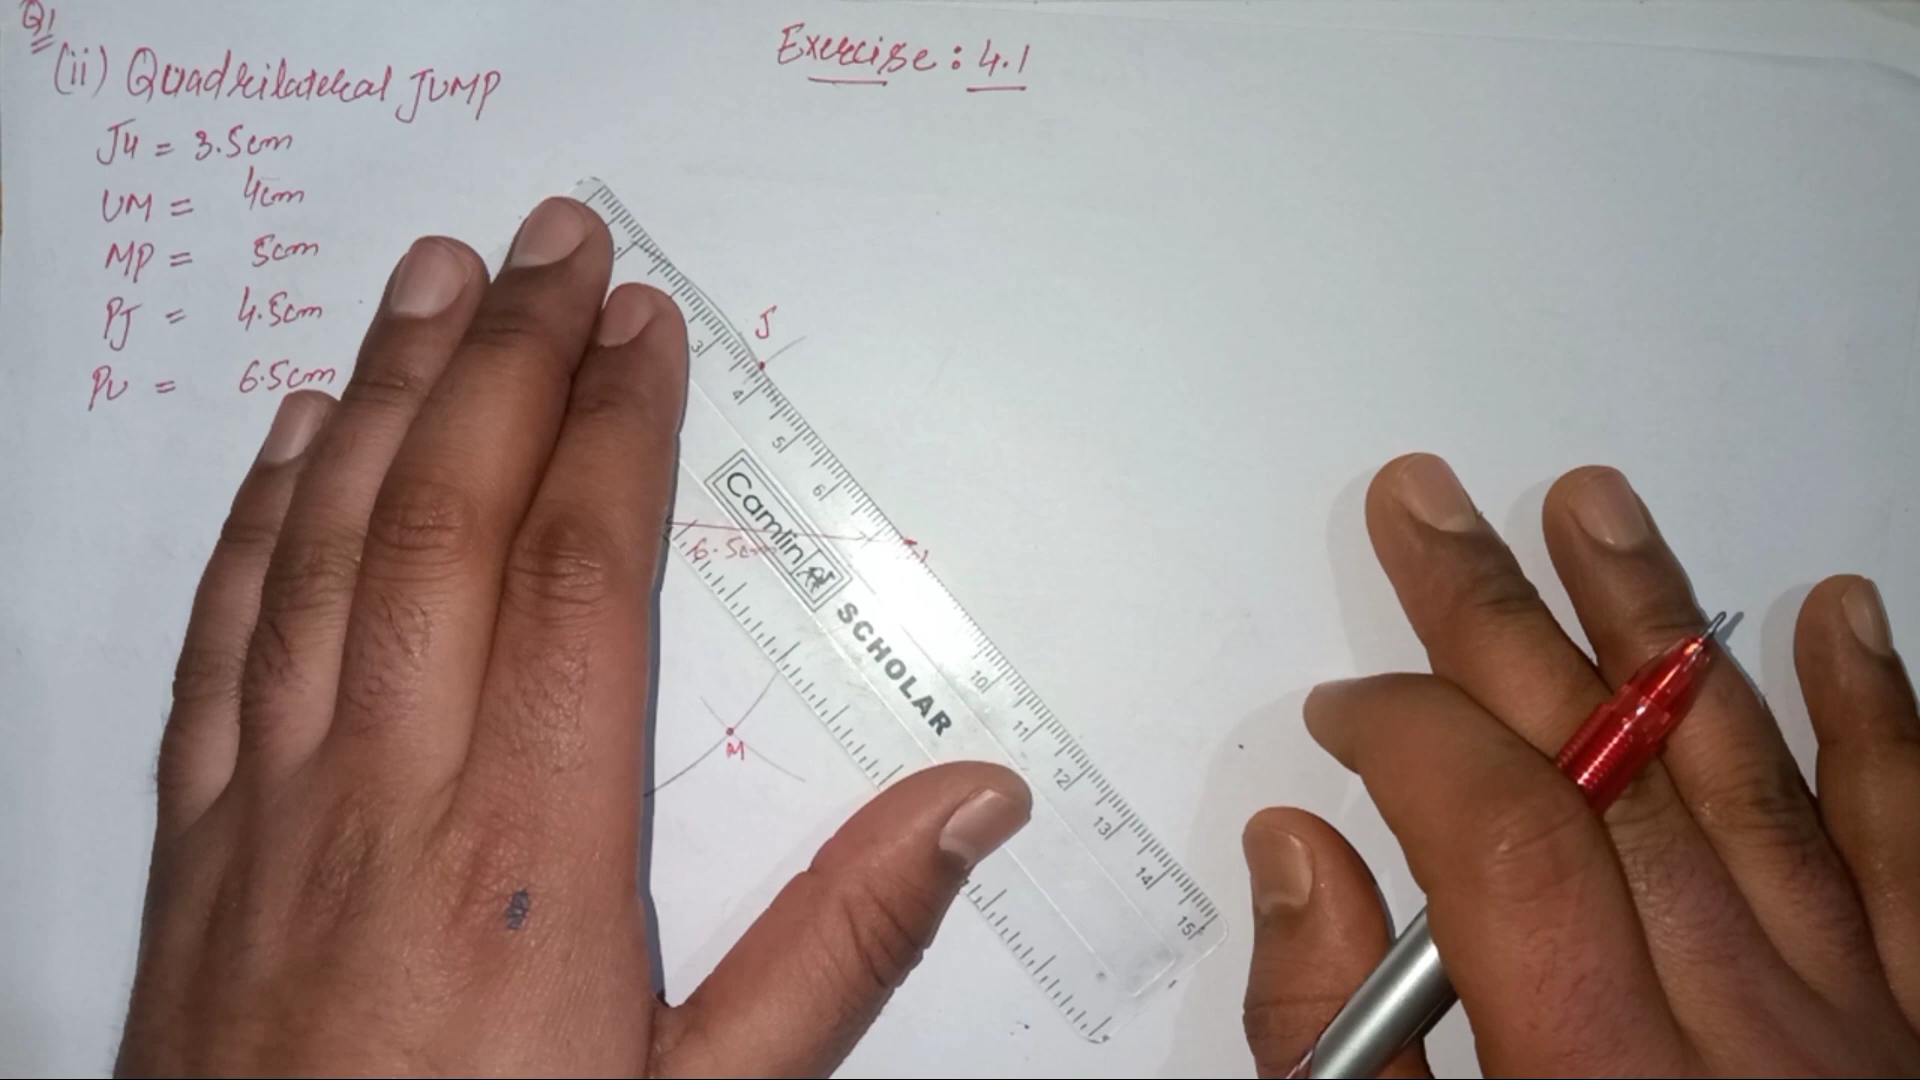 Q1
Exercise: 4.1
(ii) Quadrilateral JUMP
JU = 3.5cm
UM = 4cm
MP = 5cm
PJ = 4.5cm
PU = 6.5cm
J
6.5cm
M
1 3 4 5 6 10 11 12 13 14 15
Camlin
SCHOLAR